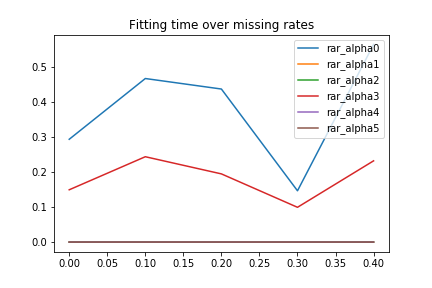 Fitting time over missing rates
rar_alpha0
rar_alpha1
rar_alpha2
rar_alpha3
rar_alpha4
rar_alpha5
0.5
0.4
0.3
0.2
0.1
0.0
0.00 0.05 0.10 0.15 0.20 0.25 0.30 0.35 0.40